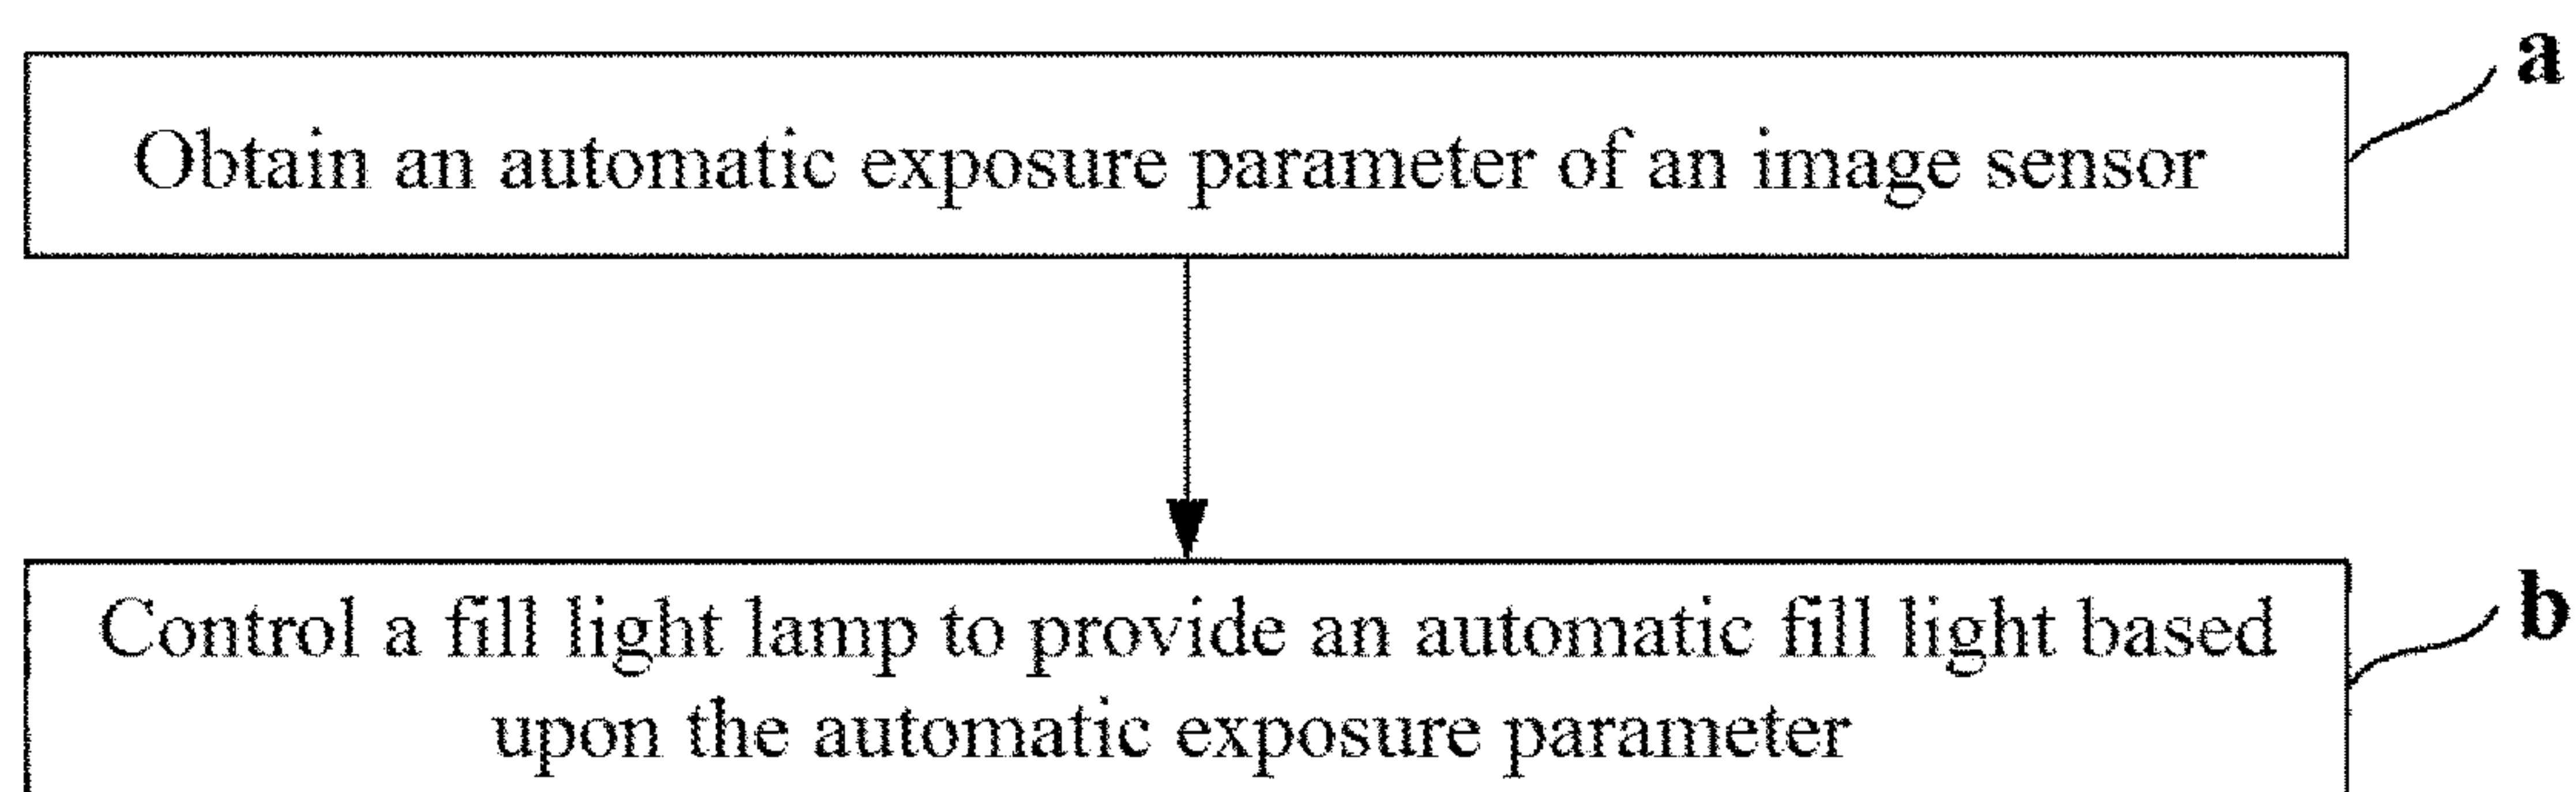 a
Obtain an automatic exposure parameter of an image sensor
b
Control a fill light lamp to provide an automatic fill light based
upon the automatic exposure parameter